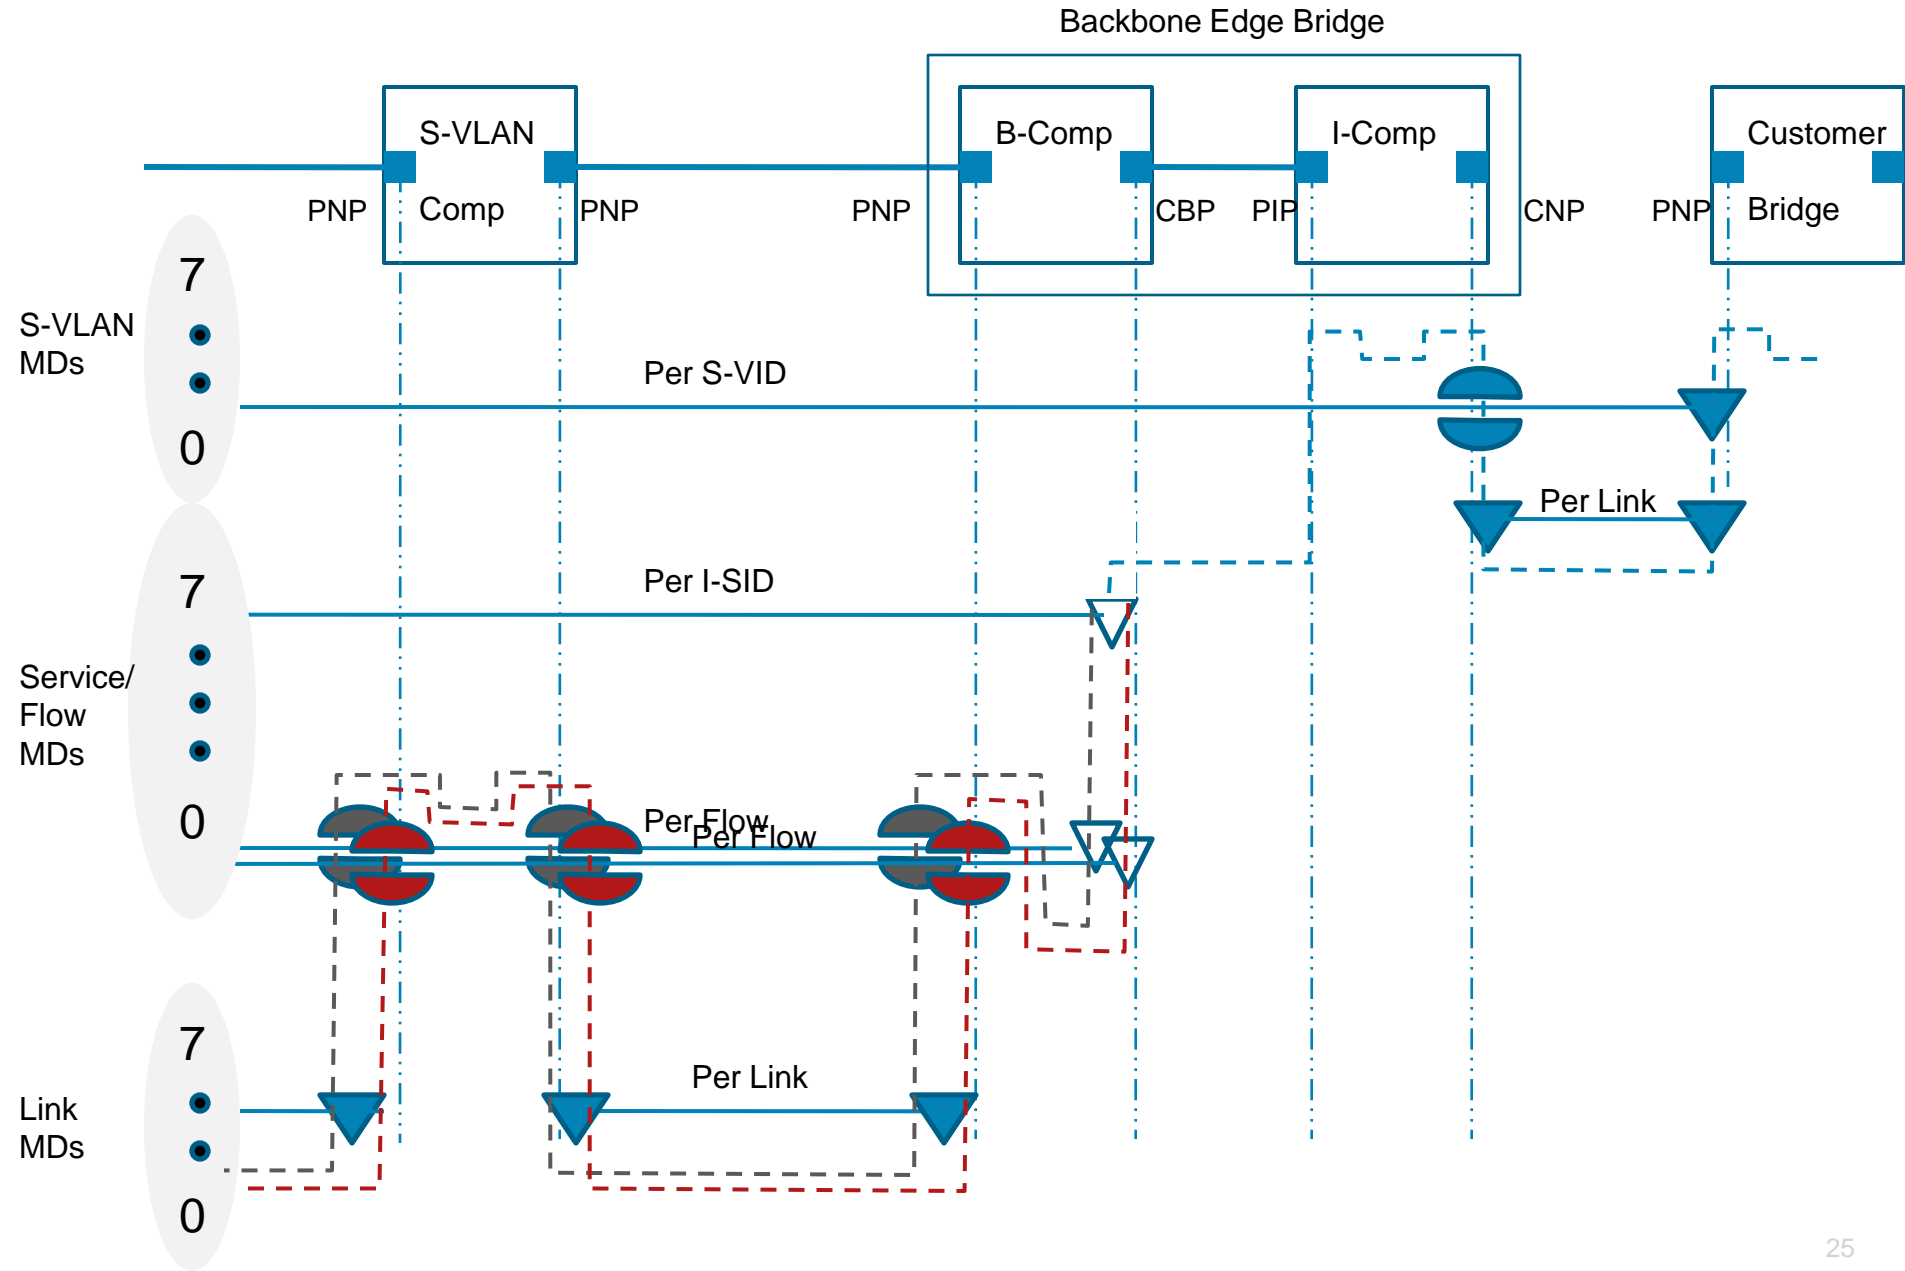 Backbone Edge Bridge
S-VLAN
Comp
B-Comp
I-Comp
Customer
Bridge
PNP
PNP
PNP
CBP
PIP
CNP
PNP
7
S-VLAN
MDs
0
Per S-VID
Per Link
7
Per I-SID
Service/
Flow
MDs
0
Per Flow
Per Flow
7
Per Link
Link
MDs
0
25